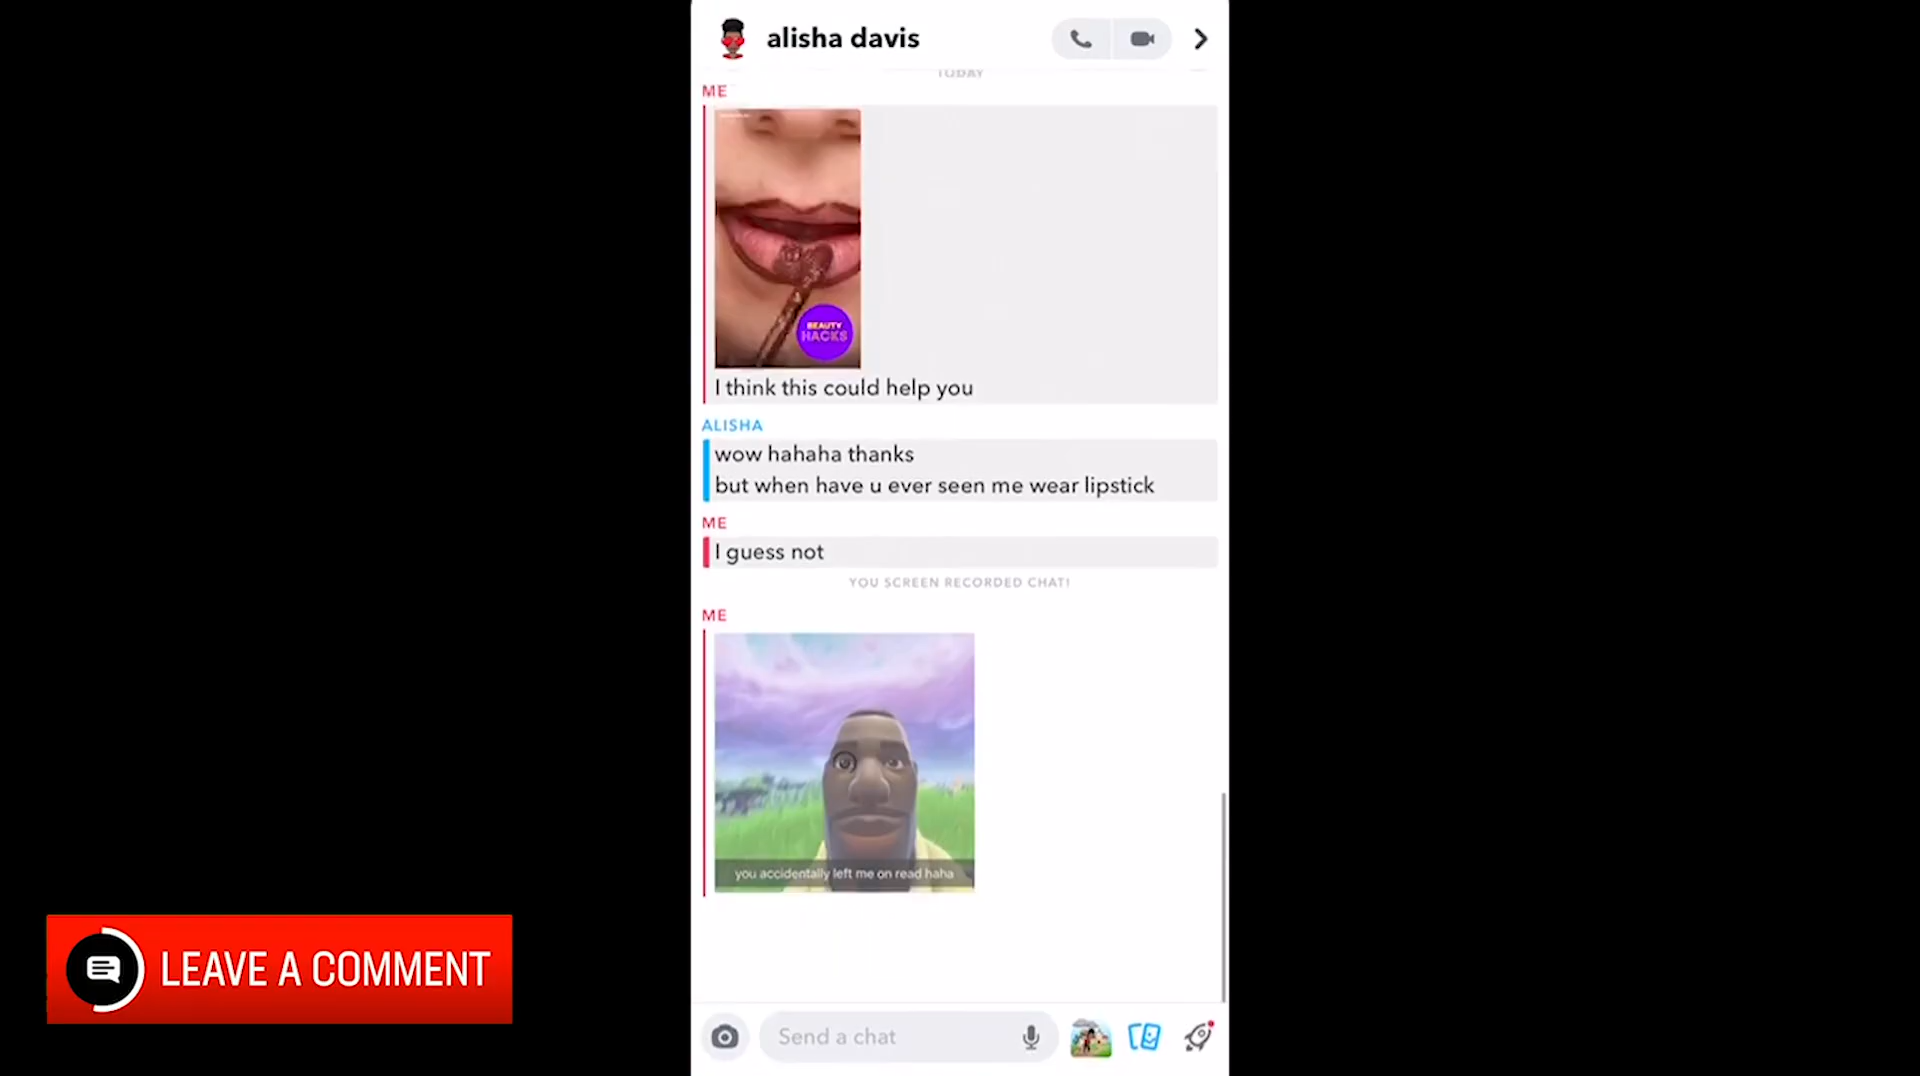 alisha davis
TODAY
ME
BEAUTY
HACKS
I think this could help you
ALISHA
wow hahaha thanks
but when have u ever seen me wear lipstick
ME
I guess not
YOU SCREEN RECORDED CHAT!
ME
you accidentally left me on read haha
LEAVE A COMMENT
Send a chat